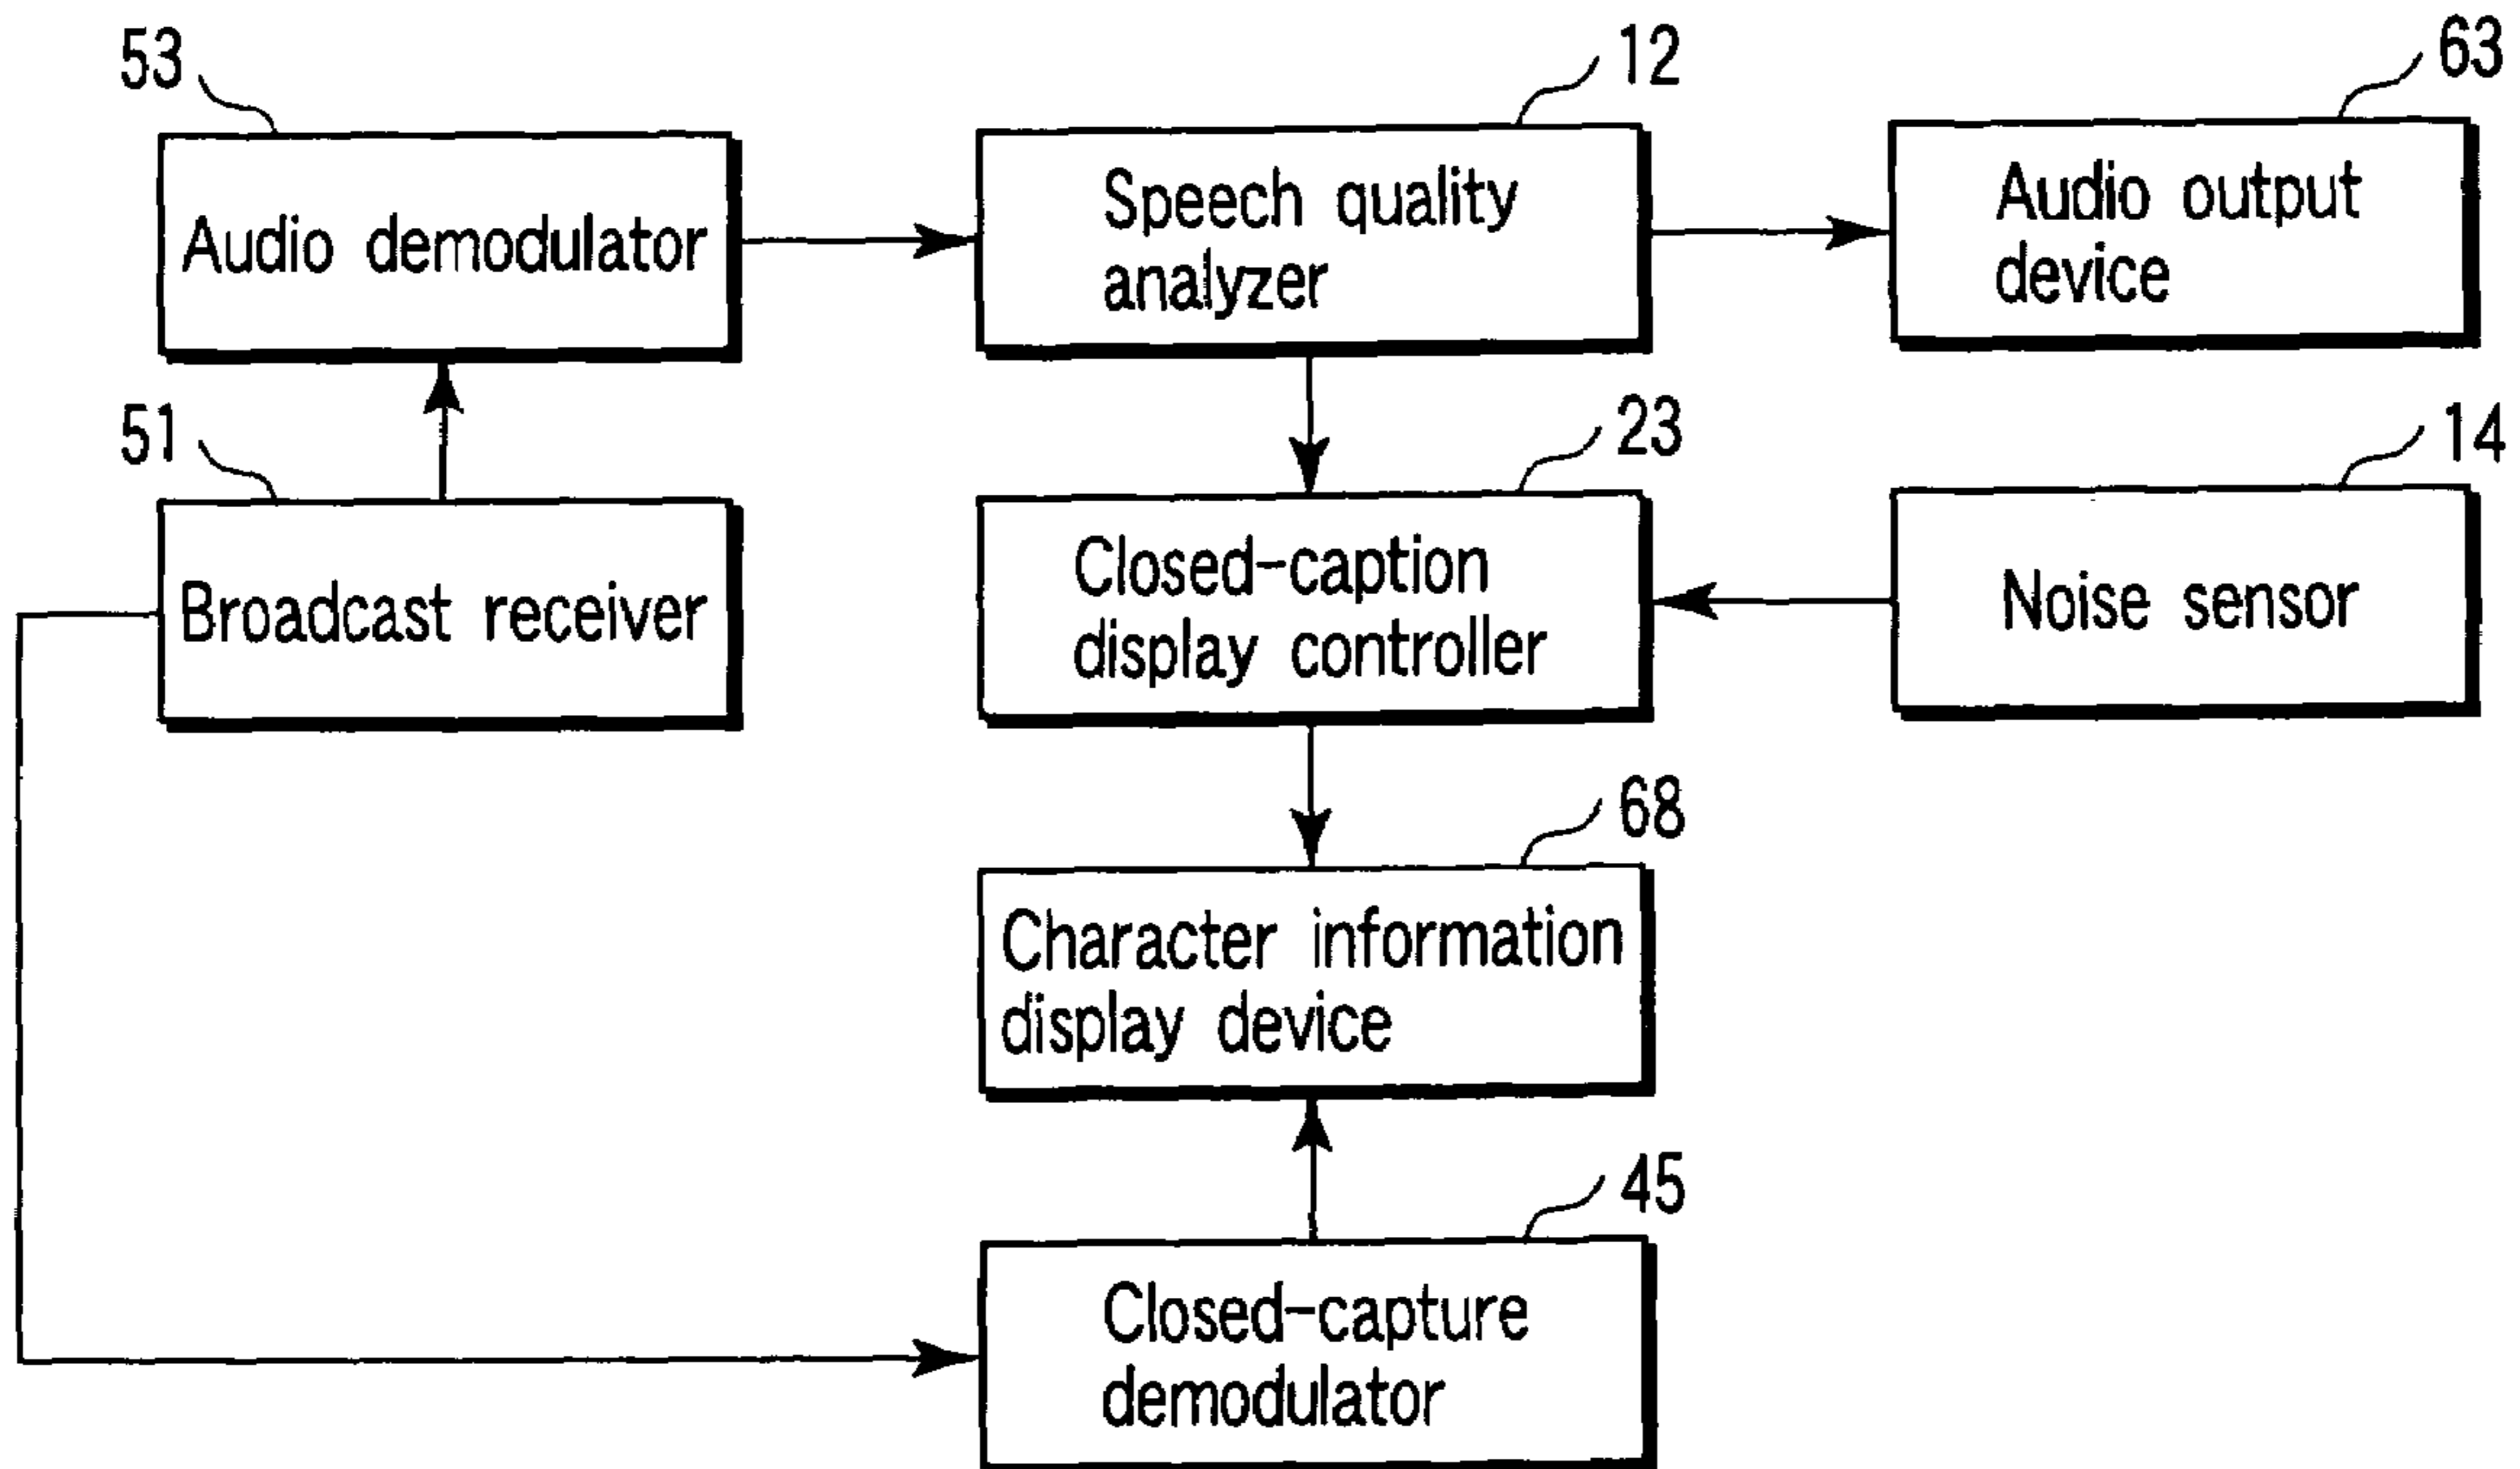 53
Audio demodulator
12
Speech quality
analyzer
63
Audio output
device
51
Broadcast receiver
23
Closed-caption
display controller
14
Noise sensor
68
Character information
display device
45
Closed-capture
demodulator